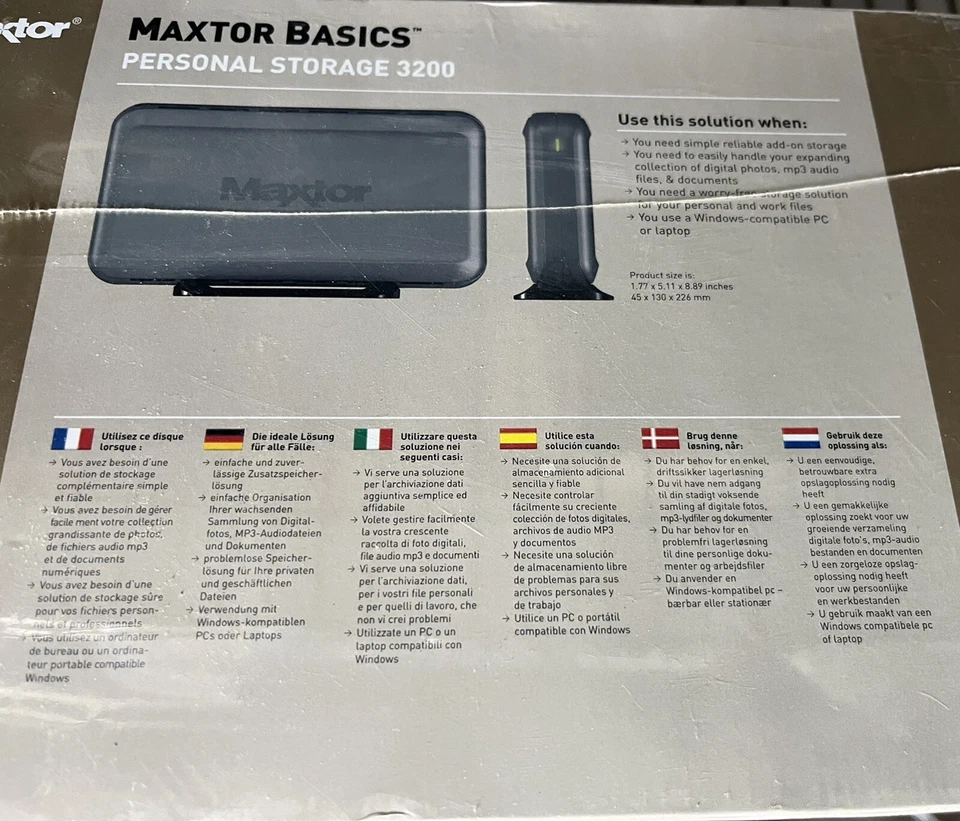 xtor®
MAXTOR BASICS™
PERSONAL STORAGE 3200
Maxtor
Use this solution when:
→ You need simple reliable add-on storage
→ You need to easily handle your expanding
collection of digital photos, mp3 audio
files, & documents
→ You need a worry-free storage solution
for your personal and work files
→ You use a Windows-compatible PC
or laptop
Product size is:
1.77 x 5.11 x 8.89 inches
45 x 130 x 226 mm
Utilisez ce disque
lorsque :
→ Vous avez besoin d'une
solution de stockage
complémentaire simple
et fiable
→ Vous avez besoin de gérer
facilement votre collection
grandissante de photos,
de fichiers audio mp3
et de documents
numériques
→ Vous avez besoin d'une
solution de stockage sûre
pour vos fichiers person-
nels et professionnels
→ Vous utilisez un ordinateur
de bureau ou un ordina-
teur portable compatible
Windows
Die ideale Lösung
für alle Fälle:
→ einfache und zuver-
lässige Zusatzspeicher-
lösung
→ einfache Organisation
Ihrer wachsenden
Sammlung von Digital-
fotos, MP3-Audiodateien
und Dokumenten
→ problemlose Speicher-
lösung für Ihre privaten
und geschäftlichen
Dateien
→ Verwendung mit
Windows-kompatiblen
PCs oder Laptops
Utilizzare questa
soluzione nei
seguenti casi:
→ Vi serve una soluzione
per l'archiviazione dati
aggiuntiva semplice ed
affidabile
→ Volete gestire facilmente
la vostra crescente
racolta di foto digitali,
file audio mp3 e documenti
→ Vi serve una soluzione
per l'archiviazione dati,
per i vostri file personali
e per quelli di lavoro, che
non vi crei problemi
→ Utilizzate un PC o un
laptop compatibili con
Windows
Utilice esta
solución cuando:
→ Necesite una solución de
almacenamiento adicional
sencilla y fiable
→ Necesite controlar
fácilmente su creciente
colección de fotos digitales,
archivos de audio MP3
y documentos
→ Necesite una solución
de almacenamiento libre
de problemas para sus
archivos personales y
de trabajo
→ Utilice un PC o portátil
compatible con Windows
Brug denne
løsning, når:
→ Du har behov for en enkel,
driftssikker lagerløsning
→ Du vil have nem adgang
til din stadigt voksende
samling af digitale fotos,
mp3-lydfiler og dokumenter
→ Du har behov for en
problemfri lagerløsning
til dine personlige doku-
menter og arbejdsfiler
→ Du anvender en
Windows-kompatibel pc –
bærbar eller stationær
Gebruik deze
oplossing als:
→ U een eenvoudige,
betrouwbare extra
opslagoplossing nodig
heeft
→ U een gemakkelijke
oplossing zoekt voor uw
groeiende verzameling
digitale foto's, mp3-audio
bestanden en documenten
→ U een zorgeloze opslag-
oplossing nodig heeft
voor uw persoonlijke
en werkbestanden
→ U gebruikt maakt van een
Windows compatibele pc
of laptop